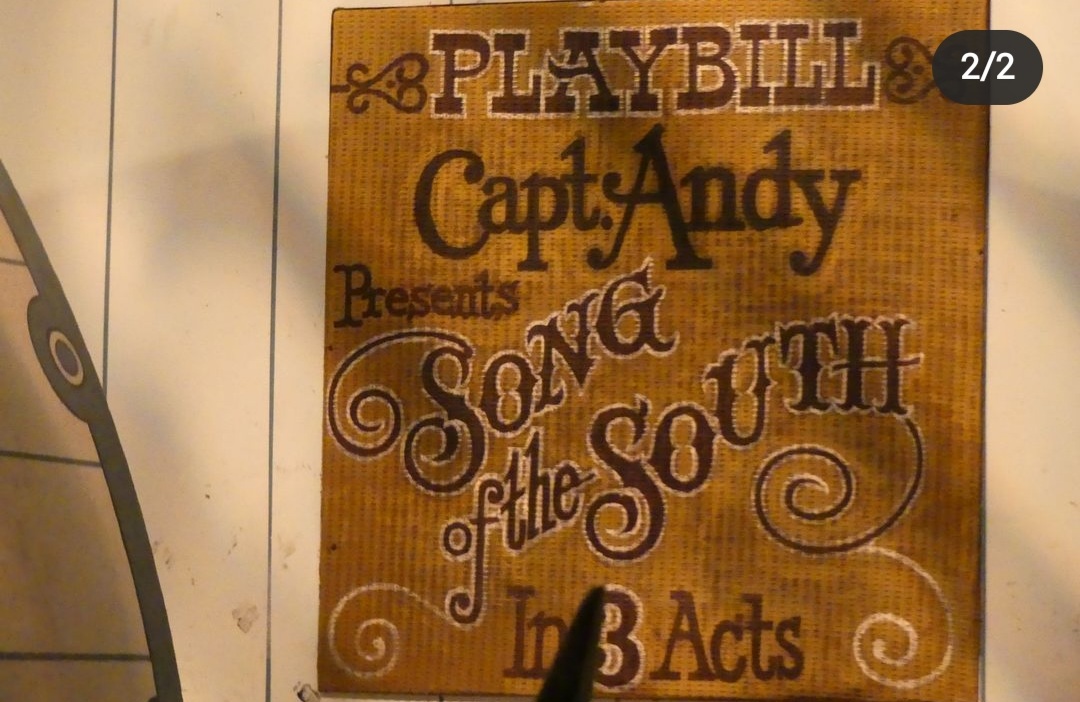 PLAYBILL
2/2
Capt. Andy
Presents
SONG
of the SOUTH
In 3 Acts